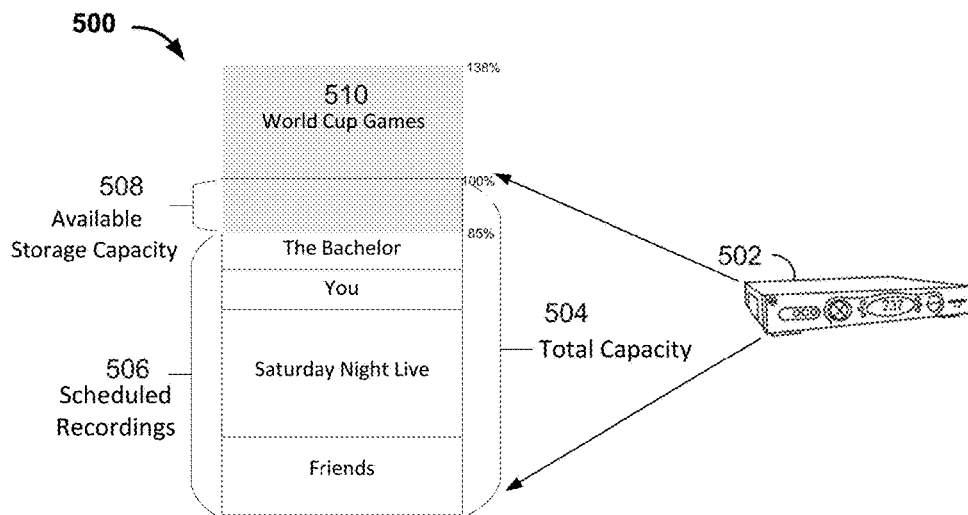 500
138%
510
World Cup Games
100%
508
Available
Storage Capacity
85%
The Bachelor
502
You
504
Total Capacity
Saturday Night Live
506
Scheduled
Recordings
Friends